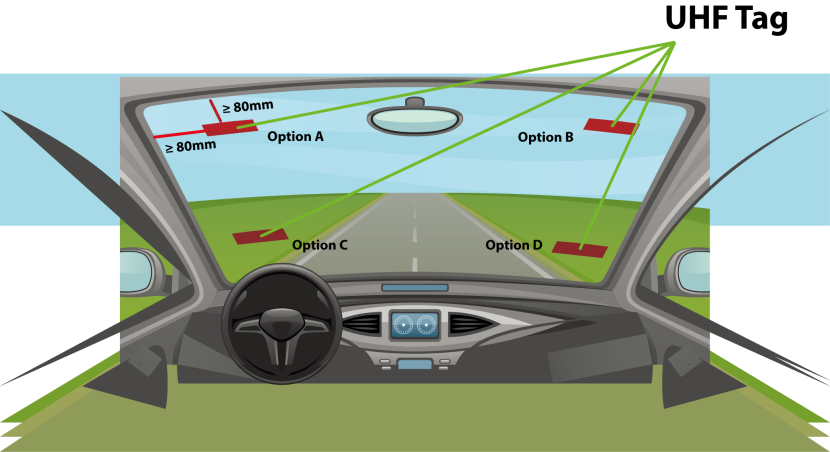 UHF Tag
≥ 80mm
≥ 80mm
Option A
Option B
Option C
Option D